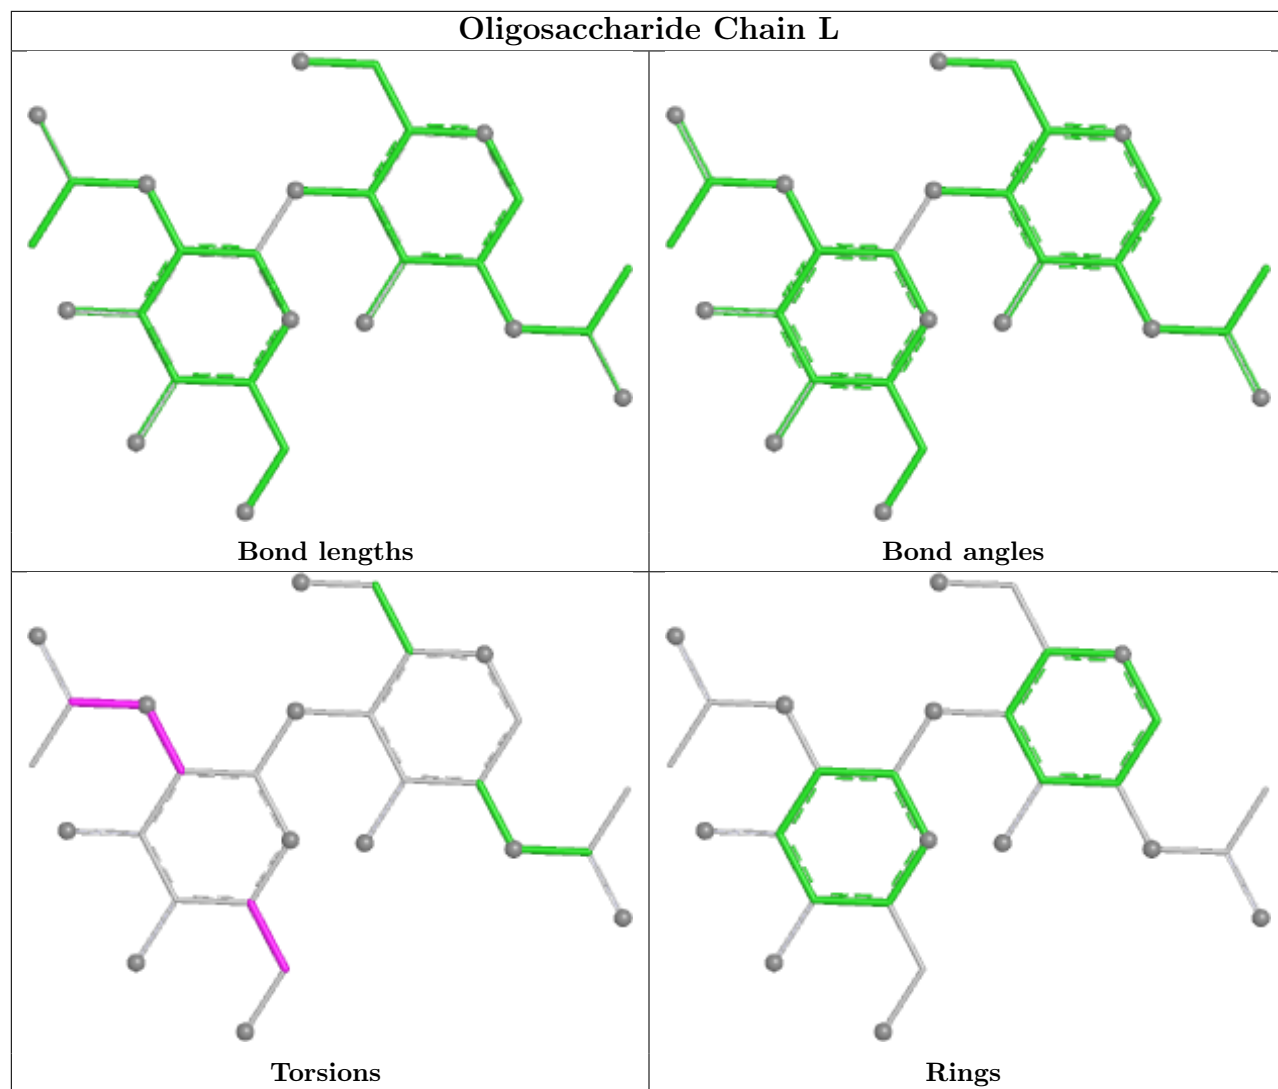 Oligosaccharide Chain L
Bond lengths
Bond angles
Torsions
Rings